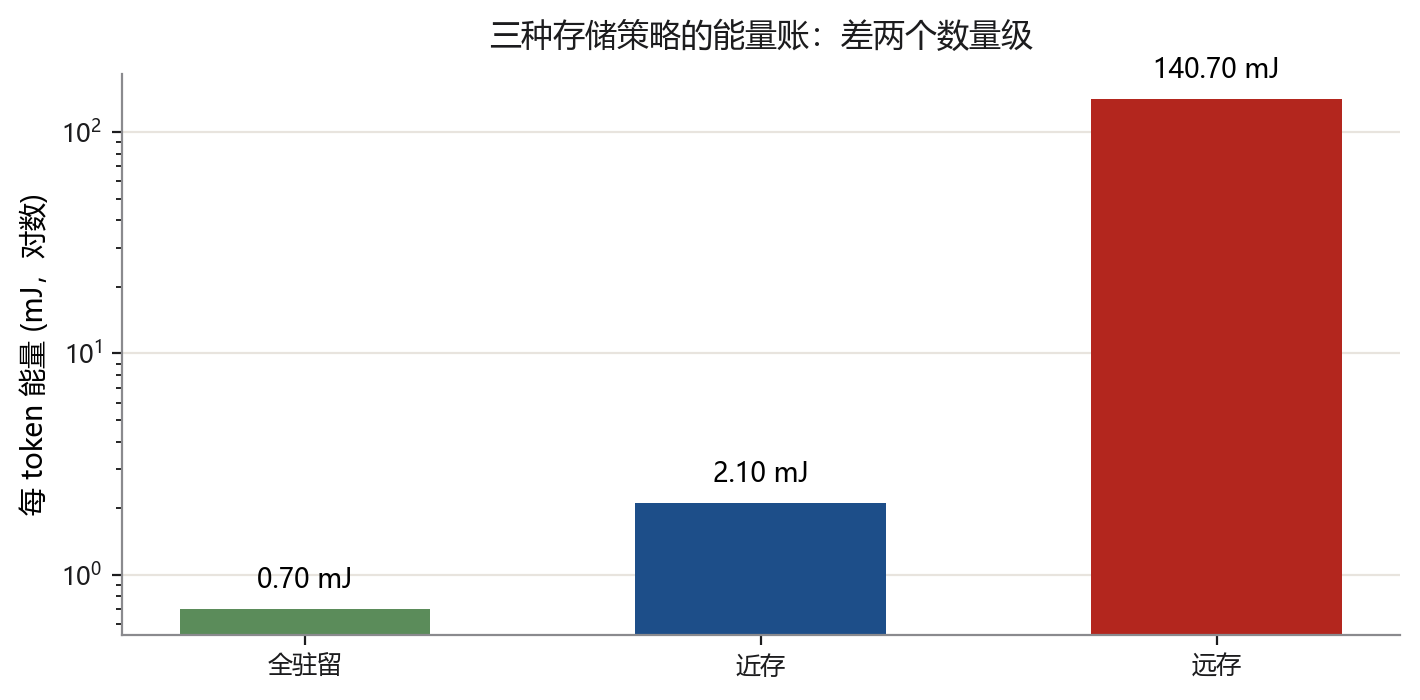 三种存储策略的能量账：差两个数量级
每 token 能量 (mJ，对数)
10²
10¹
10⁰
0.70 mJ
2.10 mJ
140.70 mJ
全驻留
近存
远存